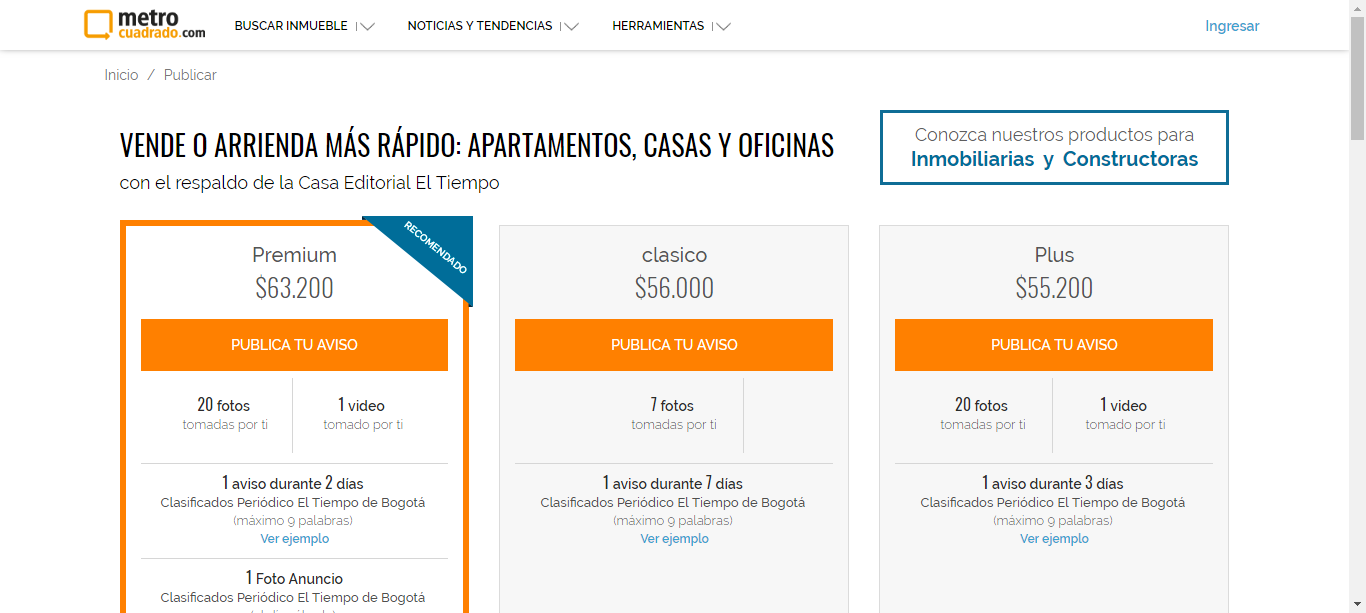 metro
cuadrado.com
BUSCAR INMUEBLE
NOTICIAS Y TENDENCIAS
HERRAMIENTAS
Ingresar
Inicio / Publicar
VENDE O ARRIENDA MÁS RÁPIDO: APARTAMENTOS, CASAS Y OFICINAS
con el respaldo de la Casa Editorial El Tiempo
Conozca nuestros productos para
Inmobiliarias y Constructoras
RECOMENDADO
Premium
$63.200
PUBLICA TU AVISO
20 fotos
tomadas por ti
1 video
tomado por ti
1 aviso durante 2 días
Clasificados Periódico El Tiempo de Bogotá
(máximo 9 palabras)
Ver ejemplo
1 Foto Anuncio
Clasificados Periódico El Tiempo de Bogotá
clasico
$56.000
PUBLICA TU AVISO
7 fotos
tomadas por ti
1 aviso durante 7 días
Clasificados Periódico El Tiempo de Bogotá
(máximo 9 palabras)
Ver ejemplo
Plus
$55.200
PUBLICA TU AVISO
20 fotos
tomadas por ti
1 video
tomado por ti
1 aviso durante 3 días
Clasificados Periódico El Tiempo de Bogotá
(máximo 9 palabras)
Ver ejemplo